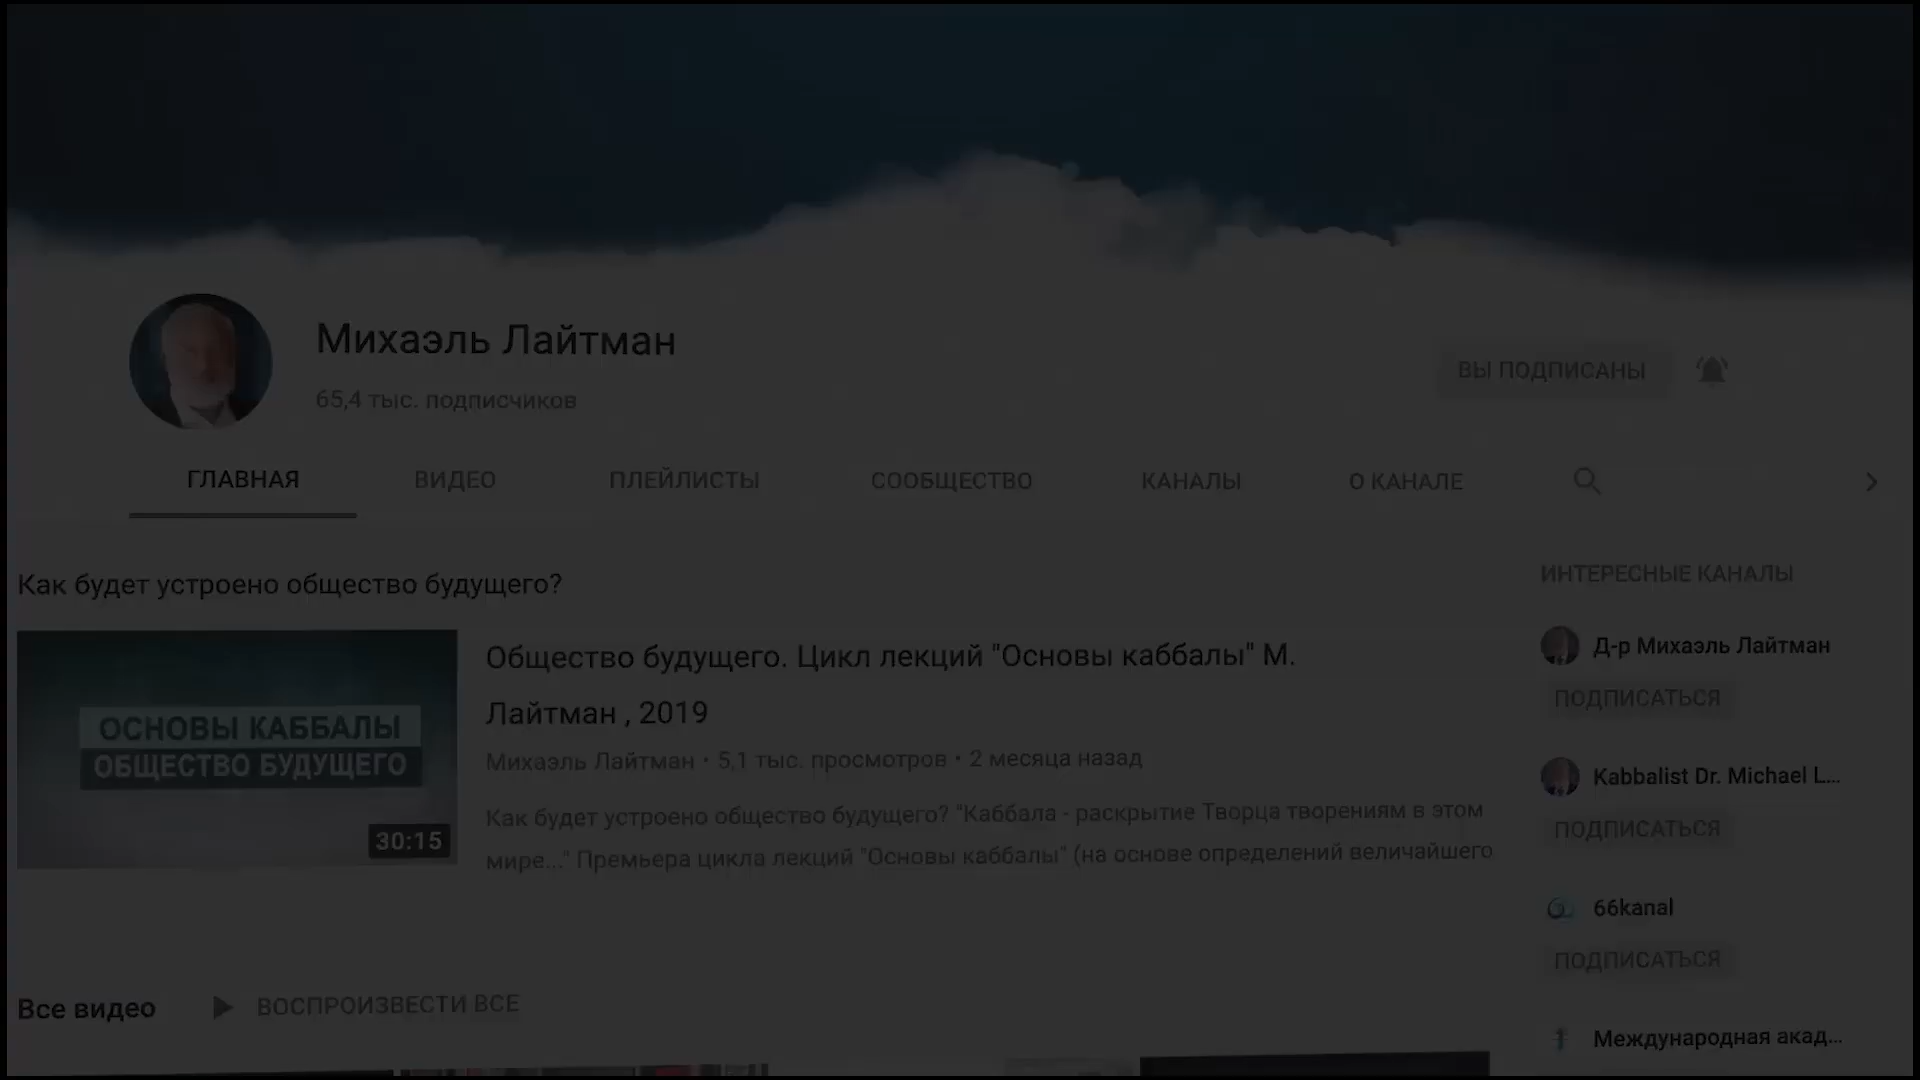 Михаэль Лайтман
65,4 тыс. подписчиков
ВЫ ПОДПИСАНЫ
ГЛАВНАЯ
ВИДЕО
ПЛЕЙЛИСТЫ
СООБЩЕСТВО
КАНАЛЫ
О КАНАЛЕ
Как будет устроено общество будущего?
ОСНОВЫ КАББАЛЫ
ОБЩЕСТВО БУДУЩЕГО
30:15
Общество будущего. Цикл лекций "Основы каббалы" М.
Лайтман , 2019
Михаэль Лайтман • 5,1 тыс. просмотров • 2 месяца назад
Как будет устроено общество будущего? "Каббала - раскрытие Творца творениям в этом
мире..." Премьера цикла лекций "Основы каббалы" (на основе определений величайшего
ИНТЕРЕСНЫЕ КАНАЛЫ
Д-р Михаэль Лайтман
ПОДПИСАТЬСЯ
Kabbalist Dr. Michael L...
ПОДПИСАТЬСЯ
66kanal
ПОДПИСАТЬСЯ
Международная акад...
Все видео
ВОСПРОИЗВЕСТИ ВСЕ